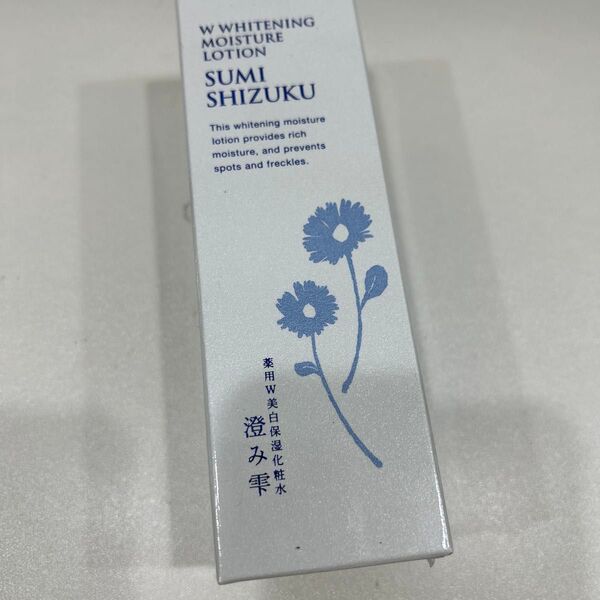 W WHITENING
MOISTURE
LOTION
SUMI
SHIZUKU
This whitening moisture
lotion provides rich
moisture, and prevents
spots and freckles.
薬用W美白保湿化粧水
澄み雫